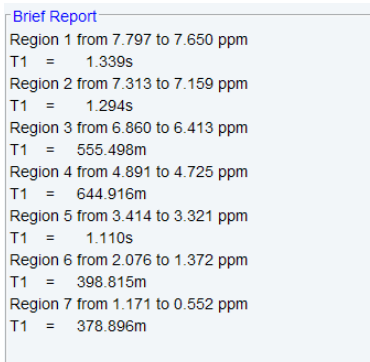 Brief Report
Region 1 from 7.797 to 7.650 ppm
T1 = 1.339s
Region 2 from 7.313 to 7.159 ppm
T1 = 1.294s
Region 3 from 6.860 to 6.413 ppm
T1 = 555.498m
Region 4 from 4.891 to 4.725 ppm
T1 = 644.916m
Region 5 from 3.414 to 3.321 ppm
T1 = 1.110s
Region 6 from 2.076 to 1.372 ppm
T1 = 398.815m
Region 7 from 1.171 to 0.552 ppm
T1 = 378.896m